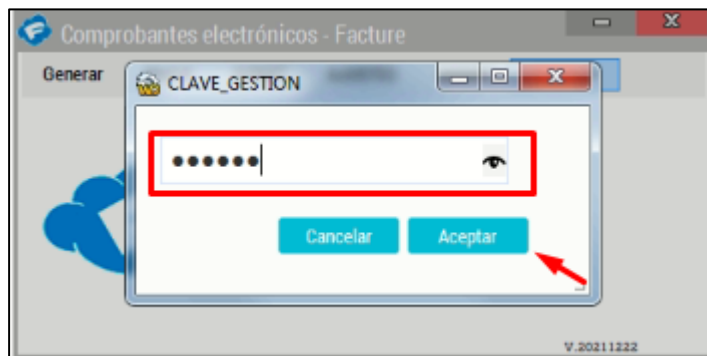 Comprobantes electrónicos - Facture
Generar
CLAVE_GESTION
••••••
Cancelar Aceptar
V.20211222